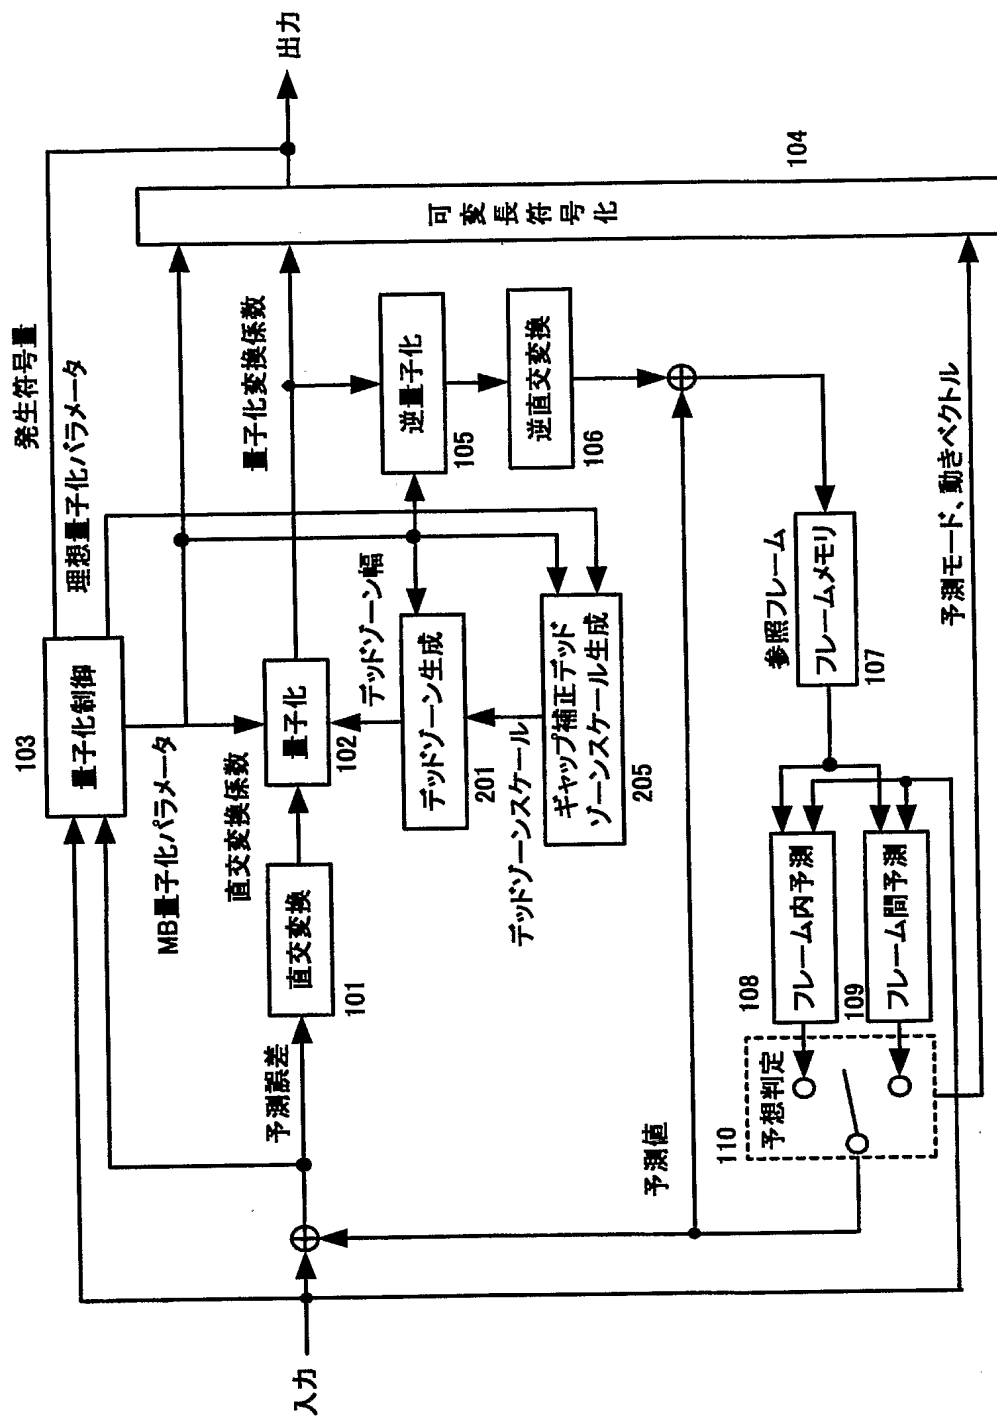 発生符号量
理想量子化パラメータ
103
量子化制御
MB量子化パラメータ
直交変換係数
量子化変換係数
出力
可変長符号化
104
入力
予測誤差
直交変換
101
量子化
102
デッドゾーン幅
デッドゾーン生成
201
デッドゾーンスケール
ギャップ補正デッド
ゾーンスケール生成
205
逆量子化
105
逆直交変換
106
予測値
参照フレーム
フレームメモリ
107
108
フレーム内予測
109
フレーム間予測
110
予想判定
予測モード、動きベクトル